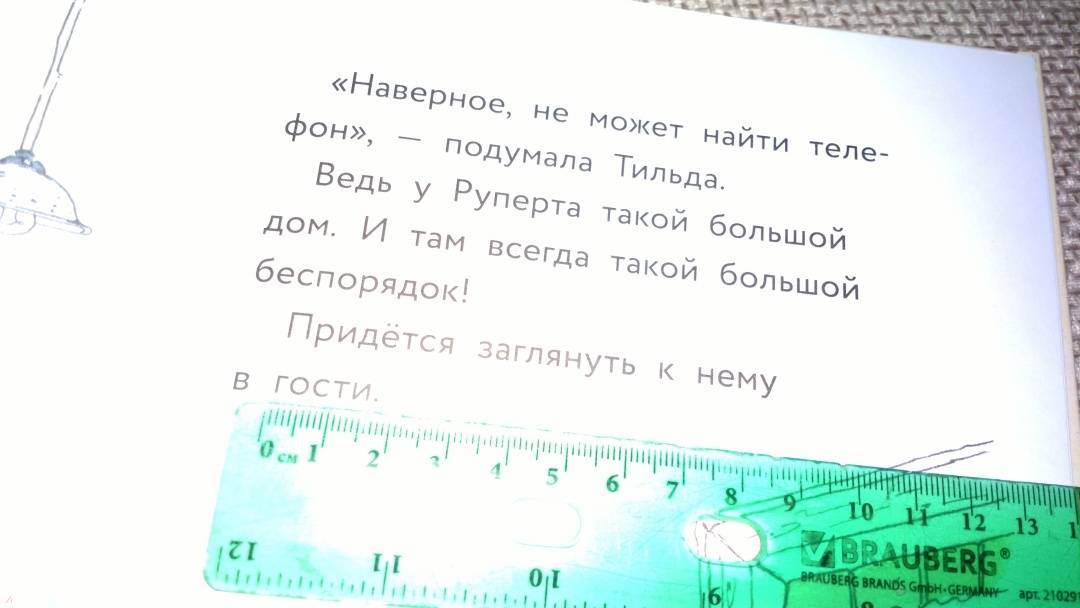 «Наверное, не может найти теле-
фон», — подумала Тильда.
Ведь у Руперта такой большой
дом. И там всегда такой большой
беспорядок!
Придётся заглянуть к нему
в гости.
0 см 1 2 3 4 5 6 7 8 9 10 11 12 13
BRAUBERG®
BRAUBERG BRANDS GmbH·GERMANY арт. 21029
12 11 10